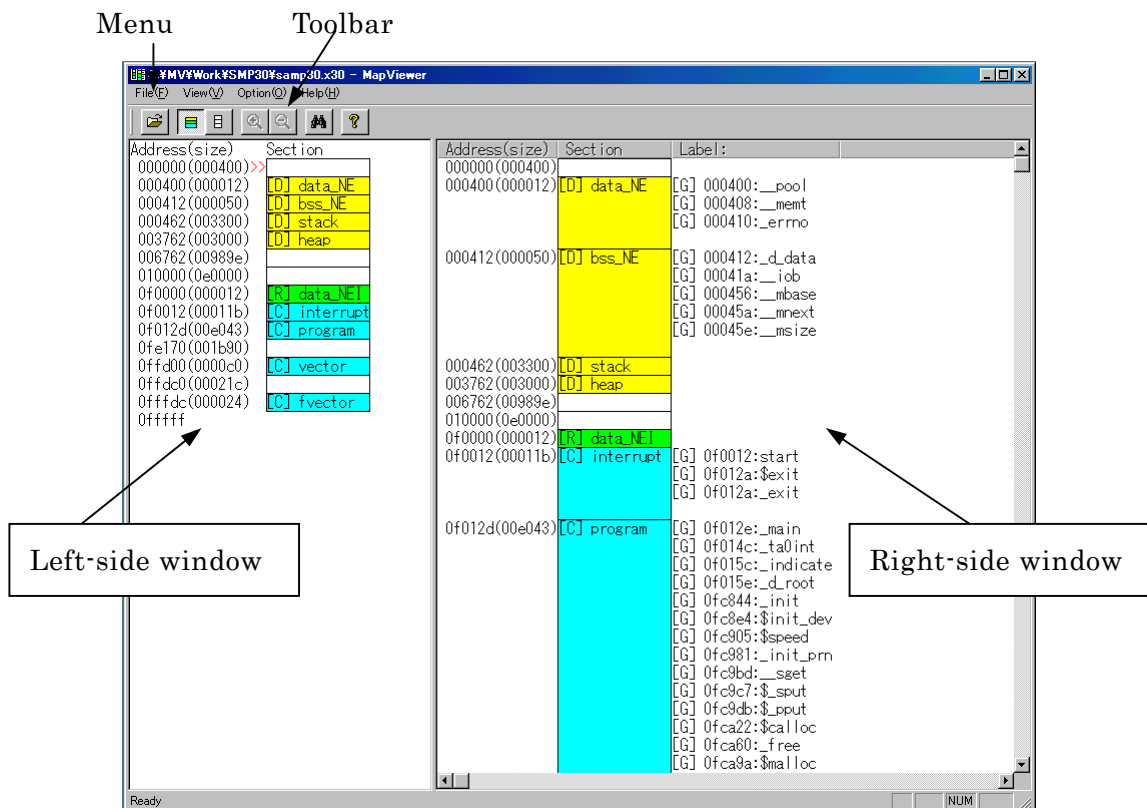 Menu
Toolbar
¥MV¥Work¥SMP30¥samp30.x30 - MapViewer
File(F) View(V) Option(O) Help(H)
Address(size) Section
000000(000400)>>
000400(000012) [D] data_NE
000412(000050) [D] bss_NE
000462(003300) [D] stack
003762(003000) [D] heap
006762(00989e)
010000(0e0000)
0f0000(000012) [R] data_NEI
0f0012(00011b) [C] interrupt
0f012d(00e043) [C] program
0fe170(001b90)
0ffd00(0000c0) [C] vector
0ffdc0(00021c)
0fffdc(000024) [C] fvector
0fffff
Left-side window
Address(size) Section Label:
000000(000400)
000400(000012) [D] data_NE [G] 000400:__pool
[G] 000408:__memt
[G] 000410:_errno
000412(000050) [D] bss_NE [G] 000412:_d_data
[G] 00041a:__iob
[G] 000456:__mbase
[G] 00045a:__mnext
[G] 00045e:__msize
000462(003300) [D] stack
003762(003000) [D] heap
006762(00989e)
010000(0e0000)
0f0000(000012) [R] data_NEI
0f0012(00011b) [C] interrupt [G] 0f0012:start
[G] 0f012a:$exit
[G] 0f012a:_exit
0f012d(00e043) [C] program [G] 0f012e:_main
[G] 0f014c:_ta0int
[G] 0f015c:_indicate
[G] 0f015e:_d_root
[G] 0fc844:_init
[G] 0fc8e4:$init_dev
[G] 0fc905:$speed
[G] 0fc981:_init_prn
[G] 0fc9bd:__sget
[G] 0fc9c7:$_sput
[G] 0fc9db:$_pput
[G] 0fca22:$calloc
[G] 0fca60:_free
[G] 0fca9a:$malloc
Right-side window
Ready
NUM